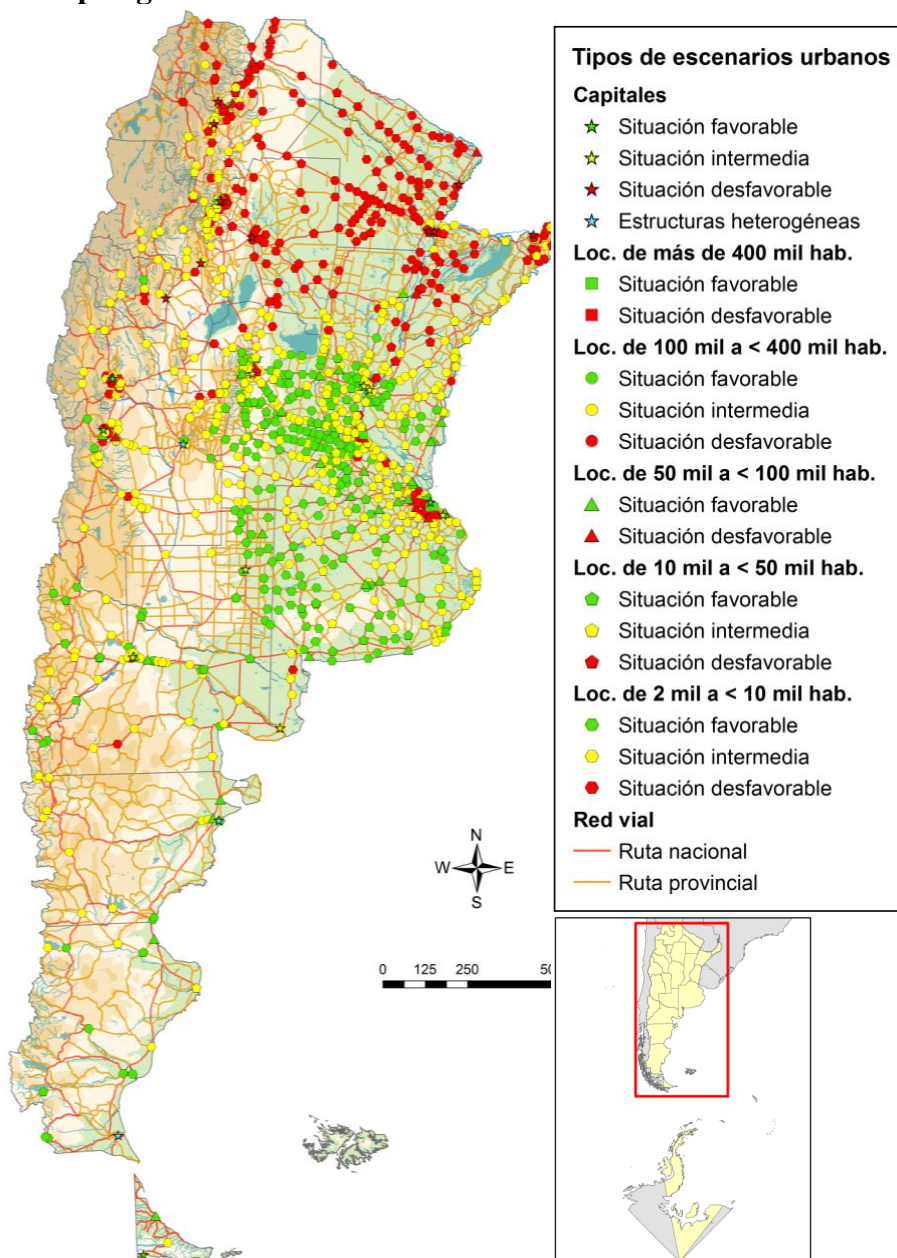 Tipos de escenarios urbanos
Capitales
Situación favorable
Situación intermedia
Situación desfavorable
Estructuras heterogéneas
Loc. de más de 400 mil hab.
Situación favorable
Situación desfavorable
Loc. de 100 mil a < 400 mil hab.
Situación favorable
Situación intermedia
Situación desfavorable
Loc. de 50 mil a < 100 mil hab.
Situación favorable
Situación desfavorable
Loc. de 10 mil a < 50 mil hab.
Situación favorable
Situación intermedia
Situación desfavorable
Loc. de 2 mil a < 10 mil hab.
Situación favorable
Situación intermedia
Situación desfavorable
Red vial
Ruta nacional
Ruta provincial
N
W E
S
0 125 250